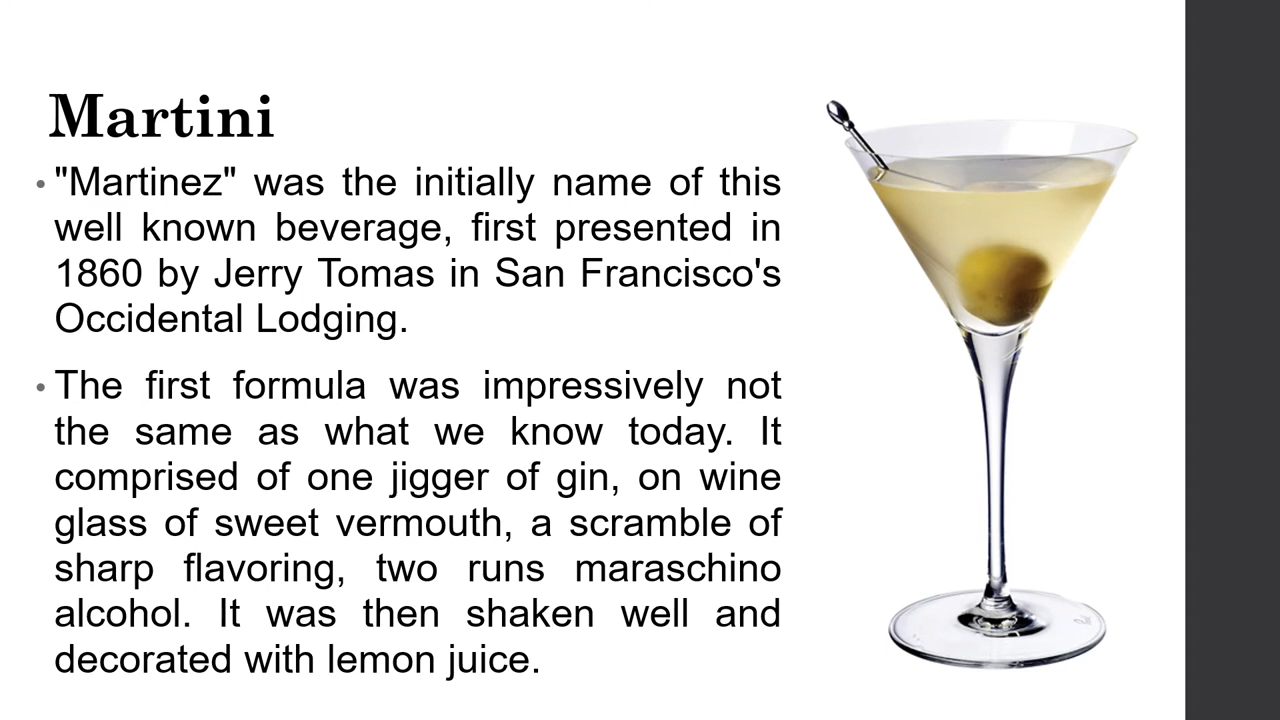 Martini
• "Martinez" was the initially name of this
well known beverage, first presented in
1860 by Jerry Tomas in San Francisco's
Occidental Lodging.
• The first formula was impressively not
the same as what we know today. It
comprised of one jigger of gin, on wine
glass of sweet vermouth, a scramble of
sharp flavoring, two runs maraschino
alcohol. It was then shaken well and
decorated with lemon juice.